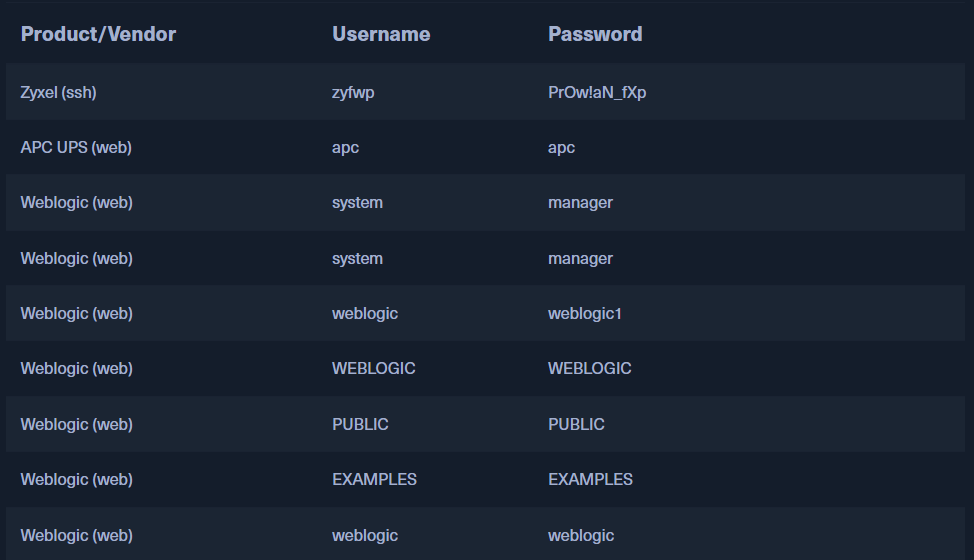 Product/Vendor Username Password
Zyxel (ssh) zyfwp PrOw!aN_fXp
APC UPS (web) apc apc
Weblogic (web) system manager
Weblogic (web) system manager
Weblogic (web) weblogic weblogic1
Weblogic (web) WEBLOGIC WEBLOGIC
Weblogic (web) PUBLIC PUBLIC
Weblogic (web) EXAMPLES EXAMPLES
Weblogic (web) weblogic weblogic